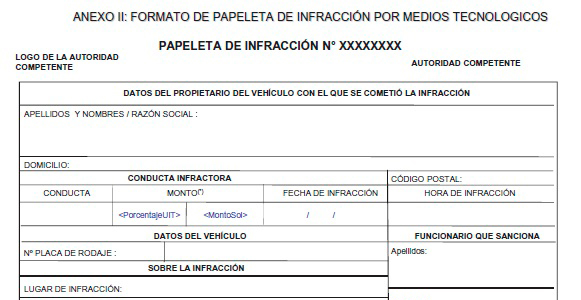 ANEXO II: FORMATO DE PAPELETA DE INFRACCIÓN POR MEDIOS TECNOLOGICOS
PAPELETA DE INFRACCIÓN N° XXXXXXXX
LOGO DE LA AUTORIDAD
COMPETENTE
AUTORIDAD COMPETENTE
DATOS DEL PROPIETARIO DEL VEHÍCULO CON EL QUE SE COMETIÓ LA INFRACCIÓN
APELLIDOS Y NOMBRES / RAZÓN SOCIAL :
DOMICILIO:
CONDUCTA INFRACTORA CÓDIGO POSTAL:
CONDUCTA MONTO(*) FECHA DE INFRACCIÓN HORA DE INFRACCIÓN
<PorcentajeUIT> <MontoSol> / /
DATOS DEL VEHÍCULO FUNCIONARIO QUE SANCIONA
Nº PLACA DE RODAJE : Apellidos:
SOBRE LA INFRACCIÓN
LUGAR DE INFRACCIÓN: